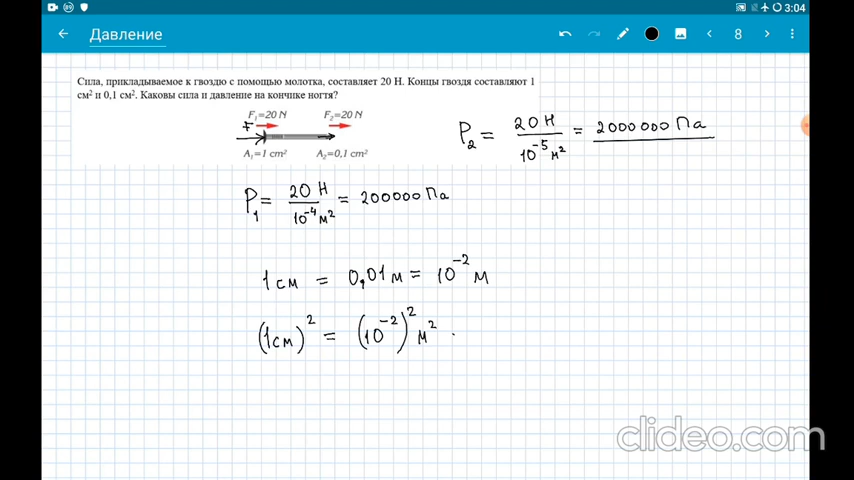 3:04
Давление
8
Сила, прикладываемое к гвоздю с помощью молотка, составляет 20 Н. Концы гвоздя составляют 1
см² и 0,1 см². Каковы сила и давление на кончике ногтя?
F₁=20 N F₂=20 N
F
A₁=1 cm² A₂=0,1 cm²
P₂ = 20 Н / 10⁻⁵ м² = 2000000 Па
P₁ = 20 Н / 10⁻⁴ м² = 200000 Па
1 см = 0,01 м = 10⁻² м
(1см)² = (10⁻²)² м²
clideo.com